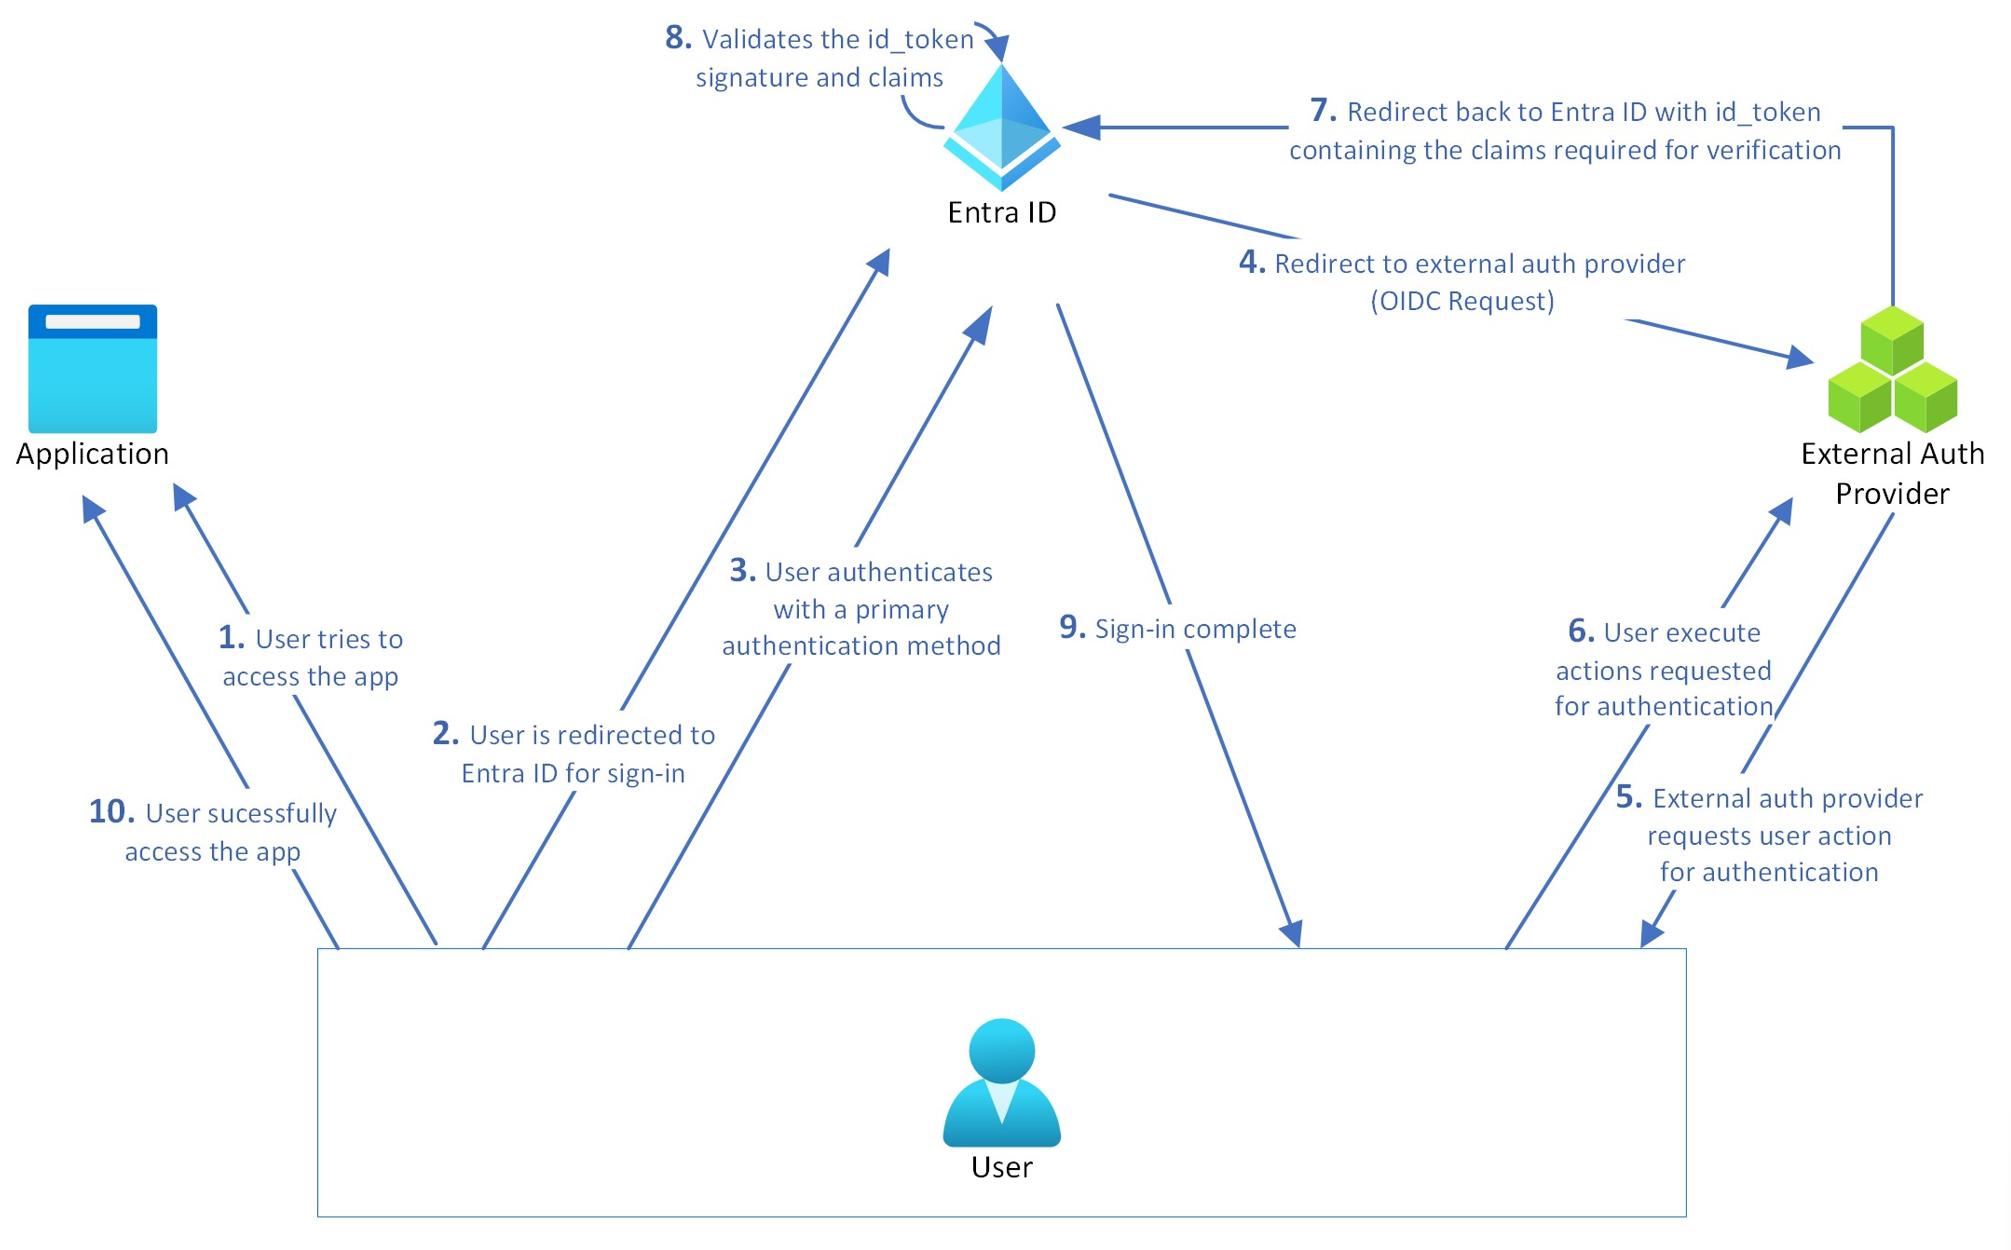 8. Validates the id_token
signature and claims
7. Redirect back to Entra ID with id_token
containing the claims required for verification
Entra ID
4. Redirect to external auth provider
(OIDC Request)
Application
External Auth
Provider
3. User authenticates
with a primary
authentication method
9. Sign-in complete
6. User execute
actions requested
for authentication
1. User tries to
access the app
2. User is redirected to
Entra ID for sign-in
10. User sucessfully
access the app
5. External auth provider
requests user action
for authentication
User